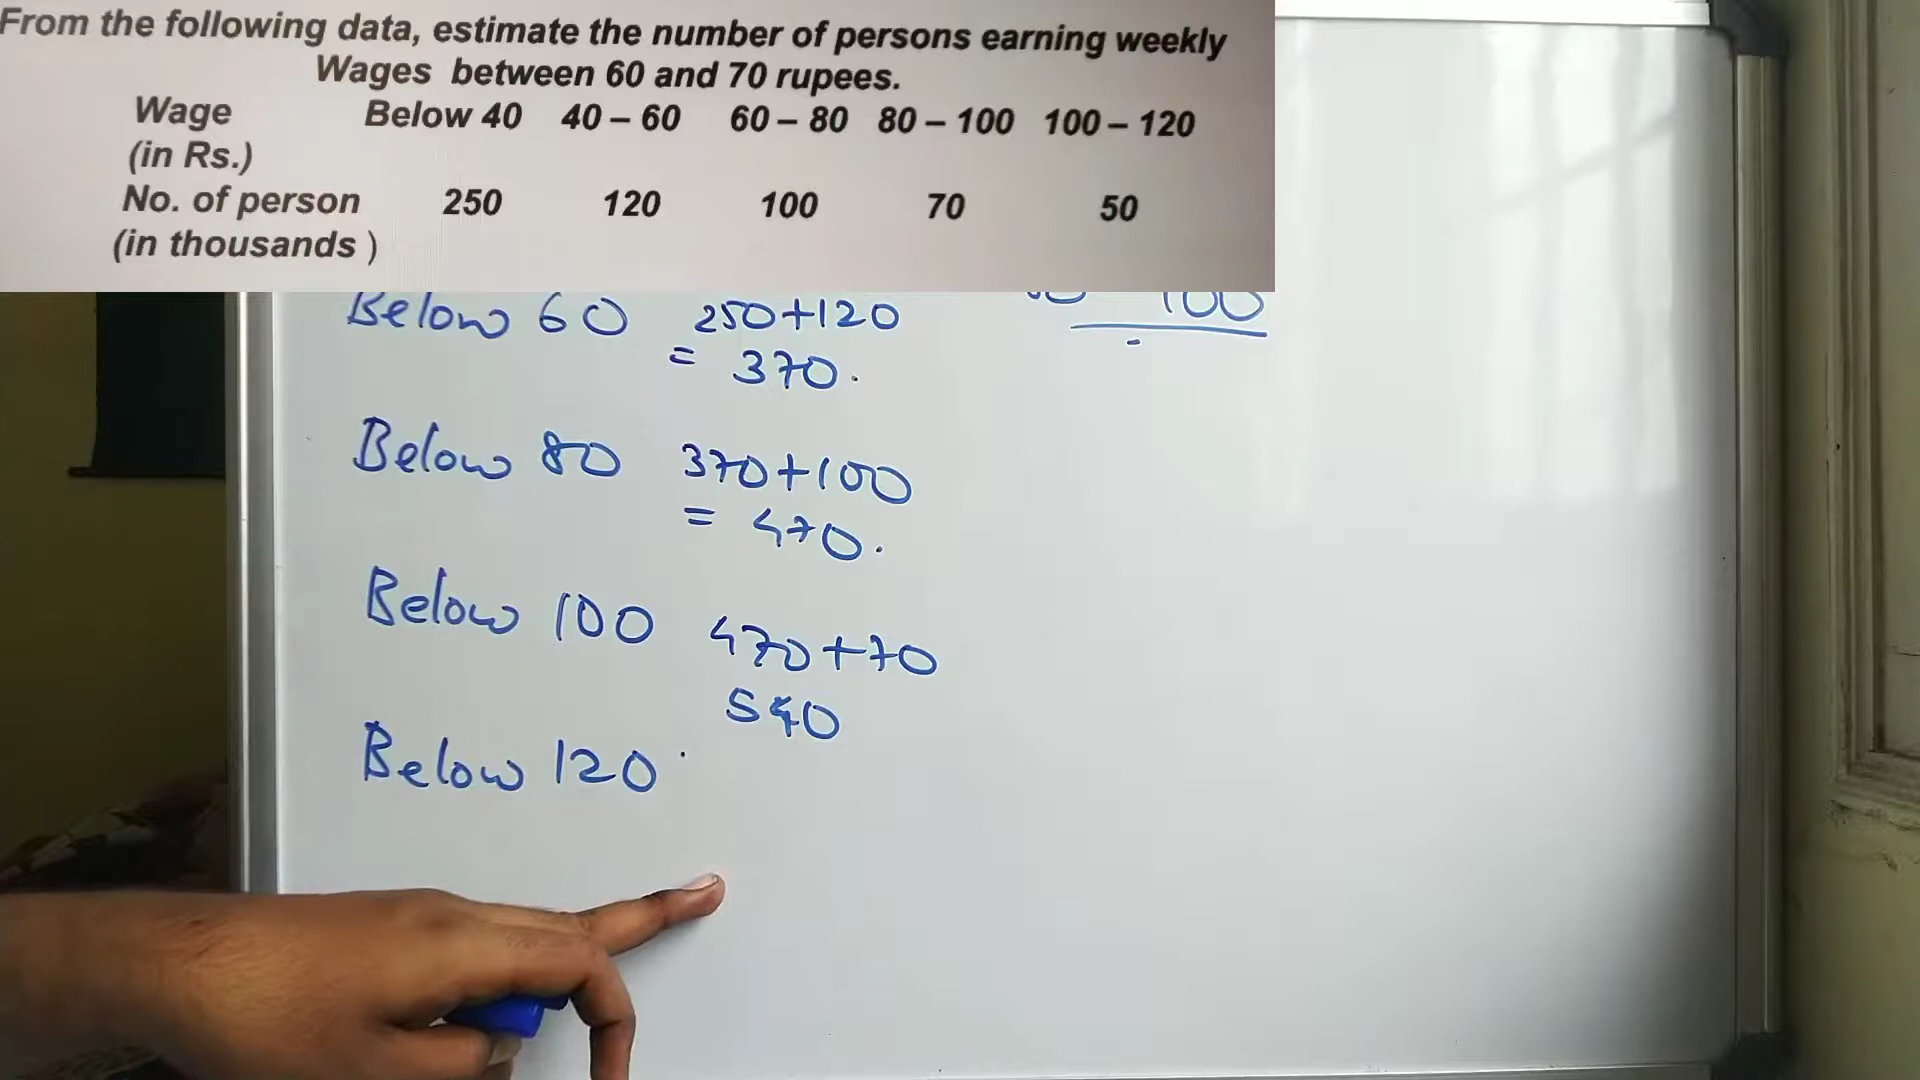 From the following data, estimate the number of persons earning weekly
Wages between 60 and 70 rupees.
Wage Below 40 40 – 60 60 – 80 80 – 100 100 – 120
(in Rs.)
No. of person 250 120 100 70 50
(in thousands )
Below 60 250+120
= 370.
100
Below 80 370+100
= 470.
Below 100 470+70
540
Below 120